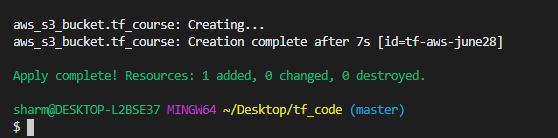 aws_s3_bucket.tf_course: Creating...
aws_s3_bucket.tf_course: Creation complete after 7s [id=tf-aws-june28]
Apply complete! Resources: 1 added, 0 changed, 0 destroyed.
sharm@DESKTOP-L2BSE37 MINGW64 ~/Desktop/tf_code (master)
$